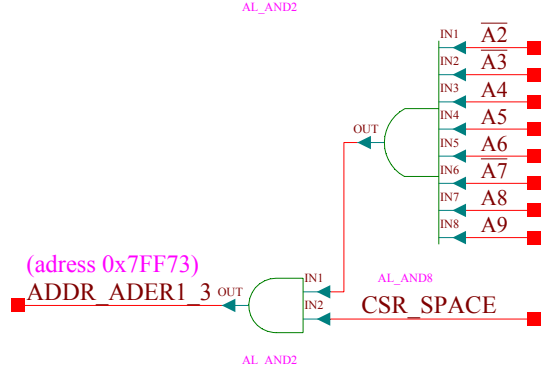 AL_AND2
IN1 A2
IN2 A3
IN3 A4
OUT IN4 A5
IN5 A6
IN6 A7
IN7 A8
IN8 A9
(adress 0x7FF73)
ADDR_ADER1_3 OUT IN1 AL_AND8
IN2 CSR_SPACE
AL_AND2